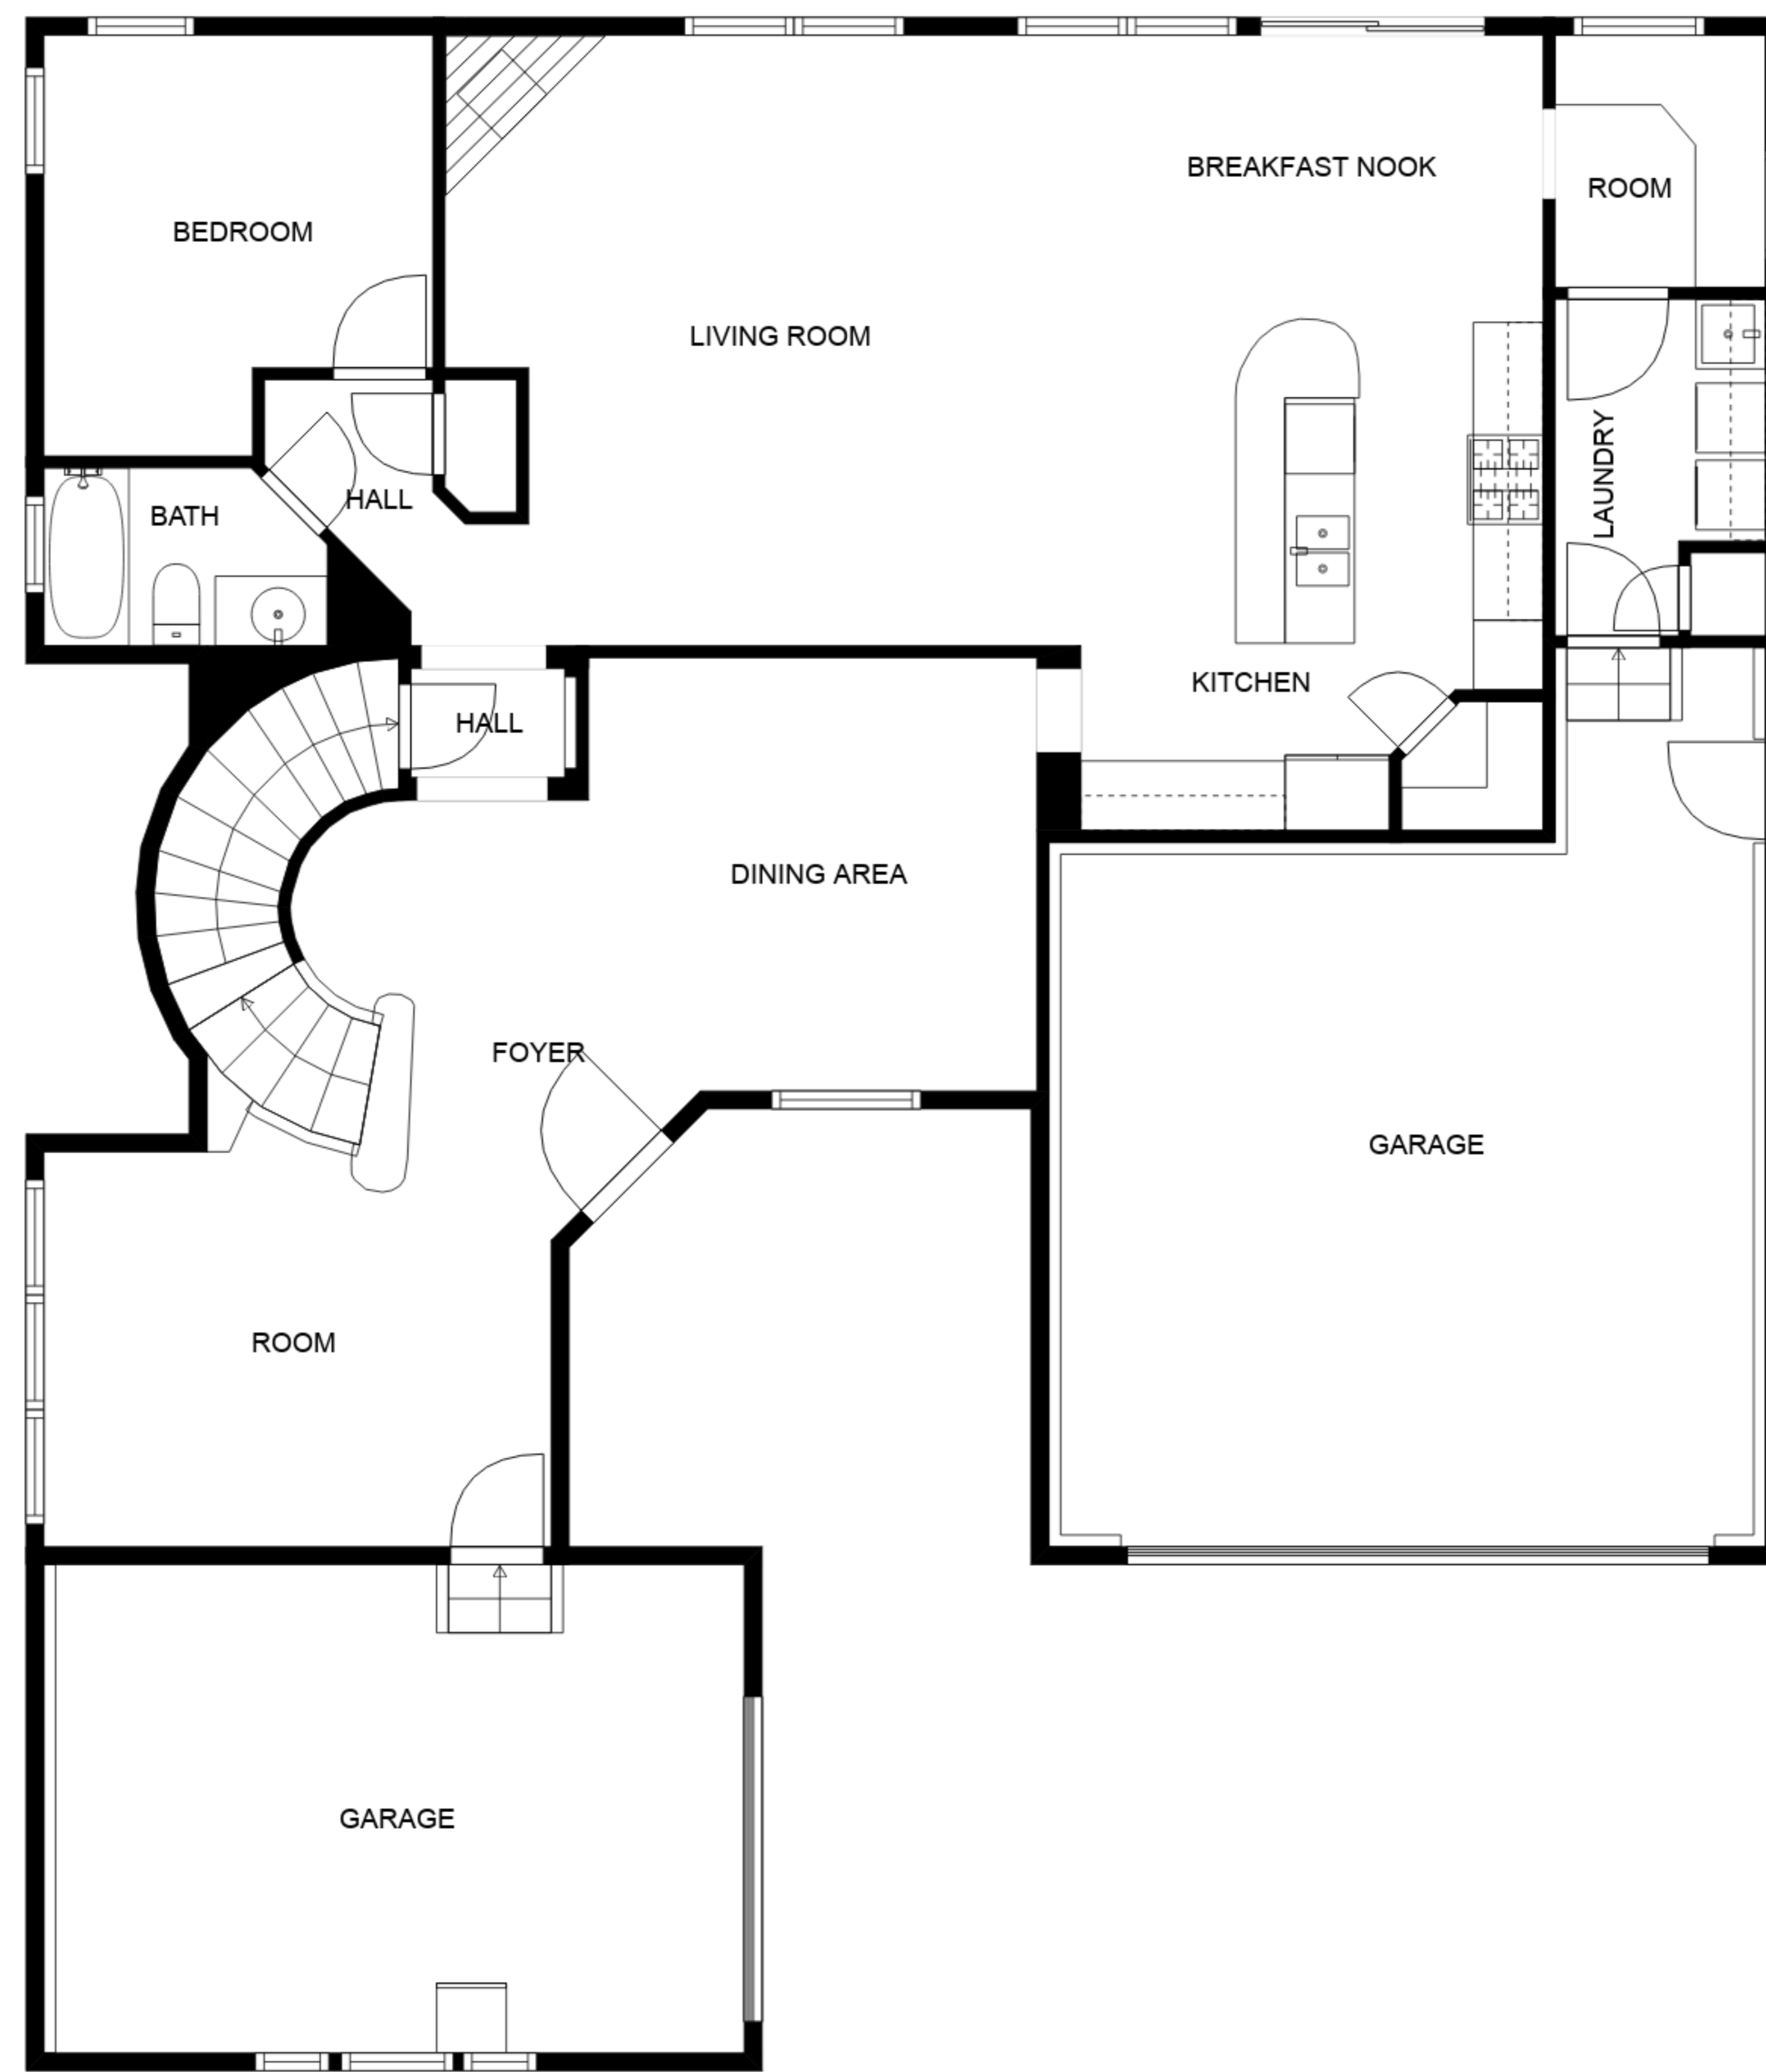 BREAKFAST NOOK
ROOM
BEDROOM
LIVING ROOM
LAUNDRY
HALL
BATH
KITCHEN
HALL
DINING AREA
FOYER
GARAGE
ROOM
GARAGE